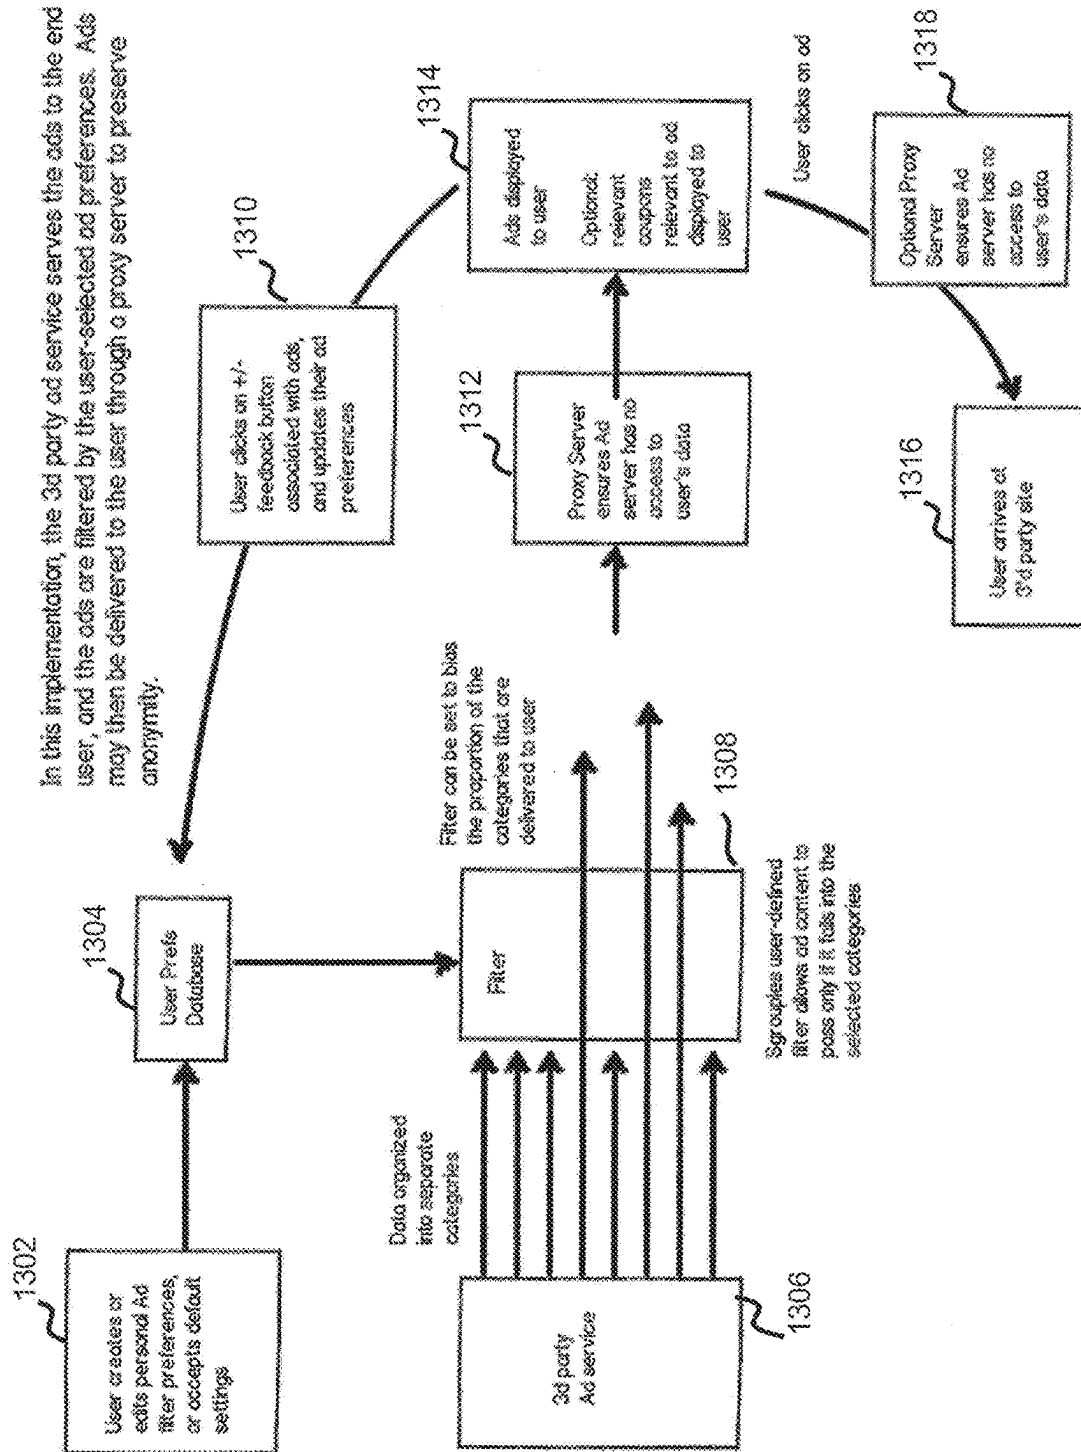 In this implementation, the 3d party ad service serves the ads to the end
user, and the ads are filtered by the user-selected ad preferences. Ads
may then be delivered to the user through a proxy server to preserve
anonymity.
1302
User creates or
edits personal Ad
filter preferences,
or accepts default
settings
1304
User Prefs
Database
1310
User clicks on +/-
feedback button
associated with ads,
and updates their ad
preferences
1306
3d party
Ad service
Data organized
into separate
categories
Filter
1308
Filter can be set to bias
the proportion of the
categories that are
delivered to user
Sgrouples user-defined
filter allows ad content to
pass only if it falls into the
selected categories
1312
Proxy Server
ensures Ad
server has no
access to
user's data
1314
Ads displayed
to user
Optional:
relevant
coupons
relevant to ad
displayed to
user
User clicks on ad
1318
Optional Proxy
Server
ensures Ad
server has no
access to
user's data
1316
User arrives at
3'd party site